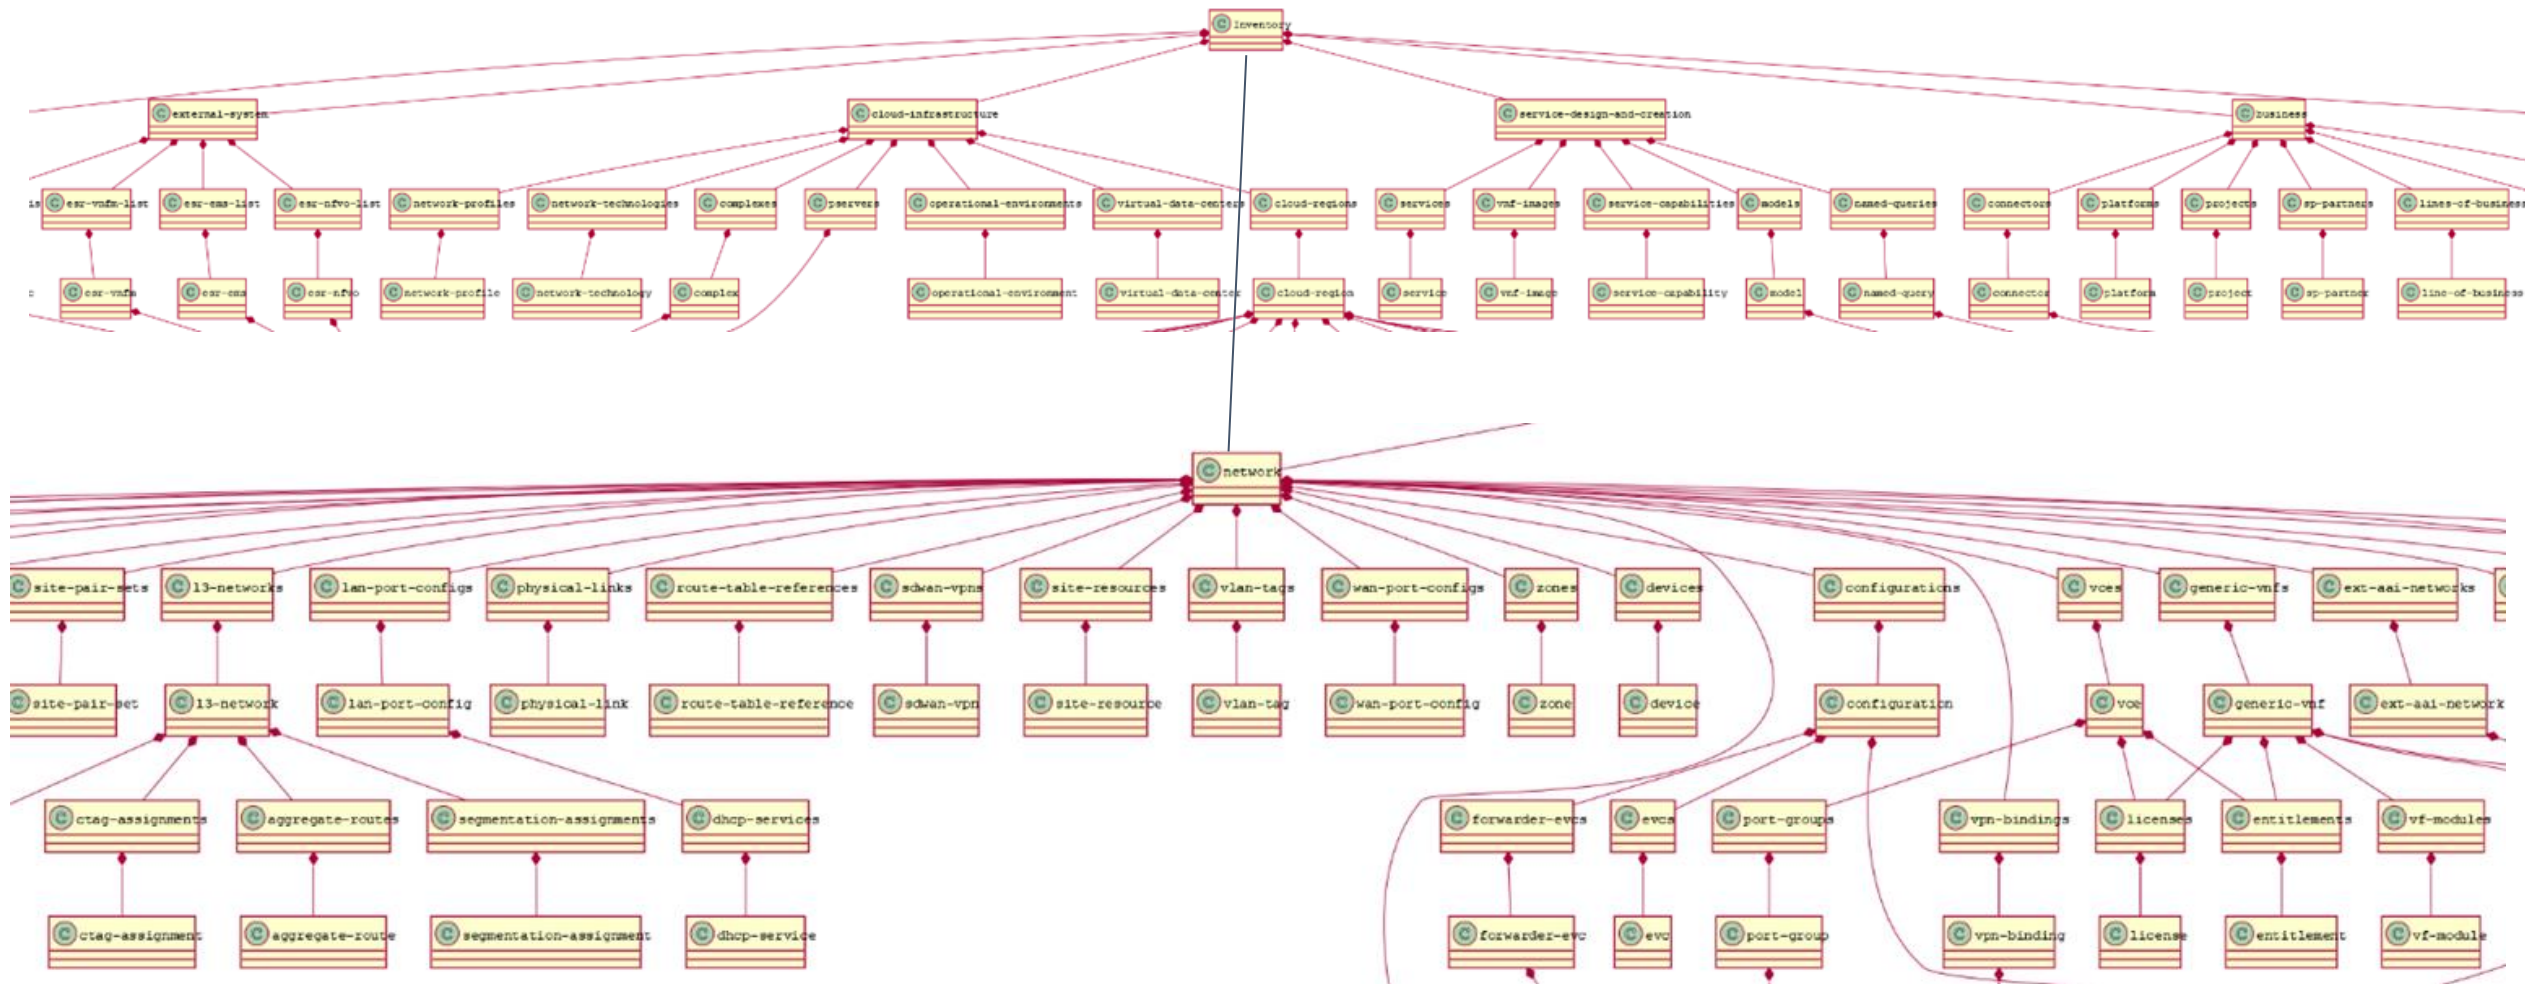 Inventory
external-system
cloud-infrastructure
service-design-and-creation
business
esr-vnfm-list
esr-ems-list
esr-nfvo-list
network-profiles
network-technologies
complexes
pservers
operational-environments
virtual-data-centers
cloud-regions
services
vnf-images
service-capabilities
models
named-queries
connectors
platforms
projects
sp-partners
lines-of-business
esr-vnfm
esr-ems
esr-nfvo
network-profile
network-technology
complex
operational-environment
virtual-data-center
cloud-region
service
vnf-image
service-capability
model
named-query
connector
platform
project
sp-partner
line-of-business
network
site-pair-sets
l3-networks
lan-port-configs
physical-links
route-table-references
sdwan-vpns
site-resources
vlan-tags
wan-port-configs
zones
devices
configurations
vces
generic-vnfs
ext-aai-networks
site-pair-set
l3-network
lan-port-config
physical-link
route-table-reference
sdwan-vpn
site-resource
vlan-tag
wan-port-config
zone
device
configuration
vce
generic-vnf
ext-aai-network
ctag-assignments
aggregate-routes
segmentation-assignments
dhcp-services
forwarder-evcs
evcs
port-groups
vpn-bindings
licenses
entitlements
vf-modules
ctag-assignment
aggregate-route
segmentation-assignment
dhcp-service
forwarder-evc
evc
port-group
vpn-binding
license
entitlement
vf-module